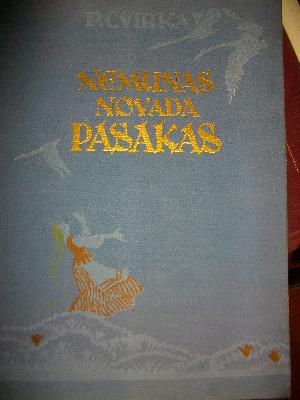 P. CVIRKA
NEMUNAS
NOVADA
PASAKAS